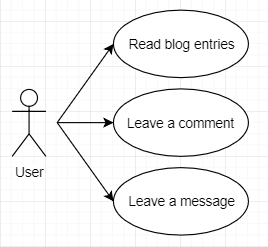 Read blog entries
Leave a comment
User
Leave a message